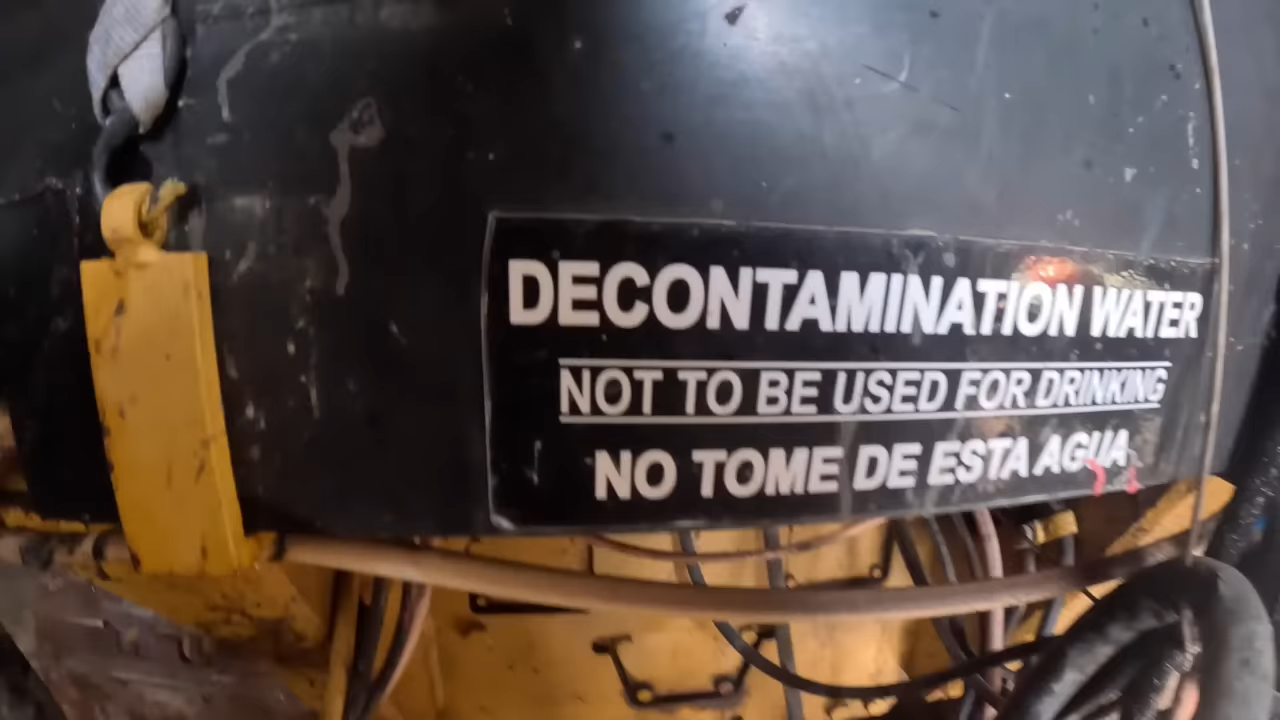 DECONTAMINATION WATER
NOT TO BE USED FOR DRINKING
NO TOME DE ESTA AGUA